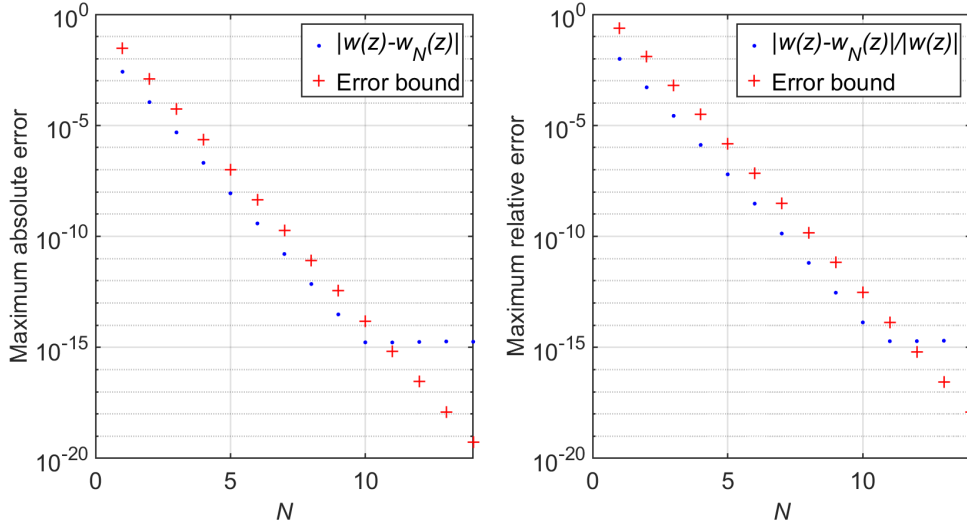 10^0
10^-5
10^-10
10^-15
10^-20
Maximum absolute error
|w(z)-w_N(z)|
Error bound
0
5
10
N
10^0
10^-5
10^-10
10^-15
10^-20
Maximum relative error
|w(z)-w_N(z)|/|w(z)|
Error bound
0
5
10
N